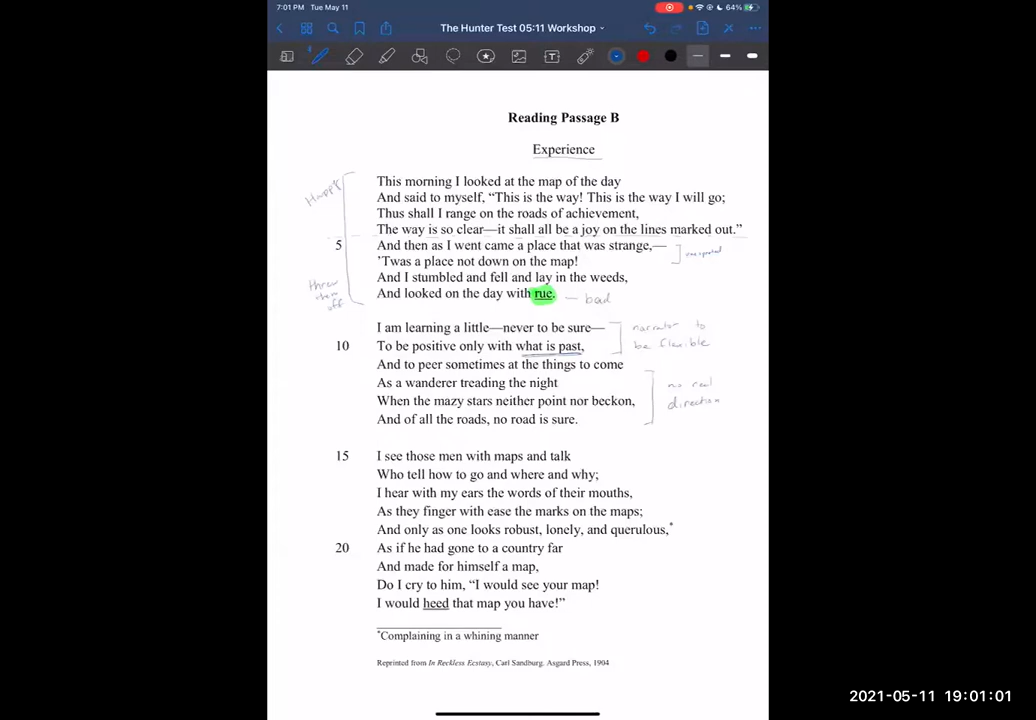 7:01 PM Tue May 11
64%
The Hunter Test 05:11 Workshop
Reading Passage B
Experience
This morning I looked at the map of the day
And said to myself, “This is the way! This is the way I will go;
Happy
Thus shall I range on the roads of achievement,
The way is so clear—it shall all be a joy on the lines marked out.”
5 And then as I went came a place that was strange,—
unexpected
’Twas a place not down on the map!
And I stumbled and fell and lay in the weeds,
threw
them
off
And looked on the day with rue. – bad
I am learning a little—never to be sure— narrator to
10 To be positive only with what is past, be flexible
And to peer sometimes at the things to come
As a wanderer treading the night no real
When the mazy stars neither point nor beckon, direction
And of all the roads, no road is sure.
15 I see those men with maps and talk
Who tell how to go and where and why;
I hear with my ears the words of their mouths,
As they finger with ease the marks on the maps;
And only as one looks robust, lonely, and querulous,*
20 As if he had gone to a country far
And made for himself a map,
Do I cry to him, “I would see your map!
I would heed that map you have!”
*Complaining in a whining manner
Reprinted from In Reckless Ecstasy, Carl Sandburg. Asgard Press, 1904
2021-05-11 19:01:01